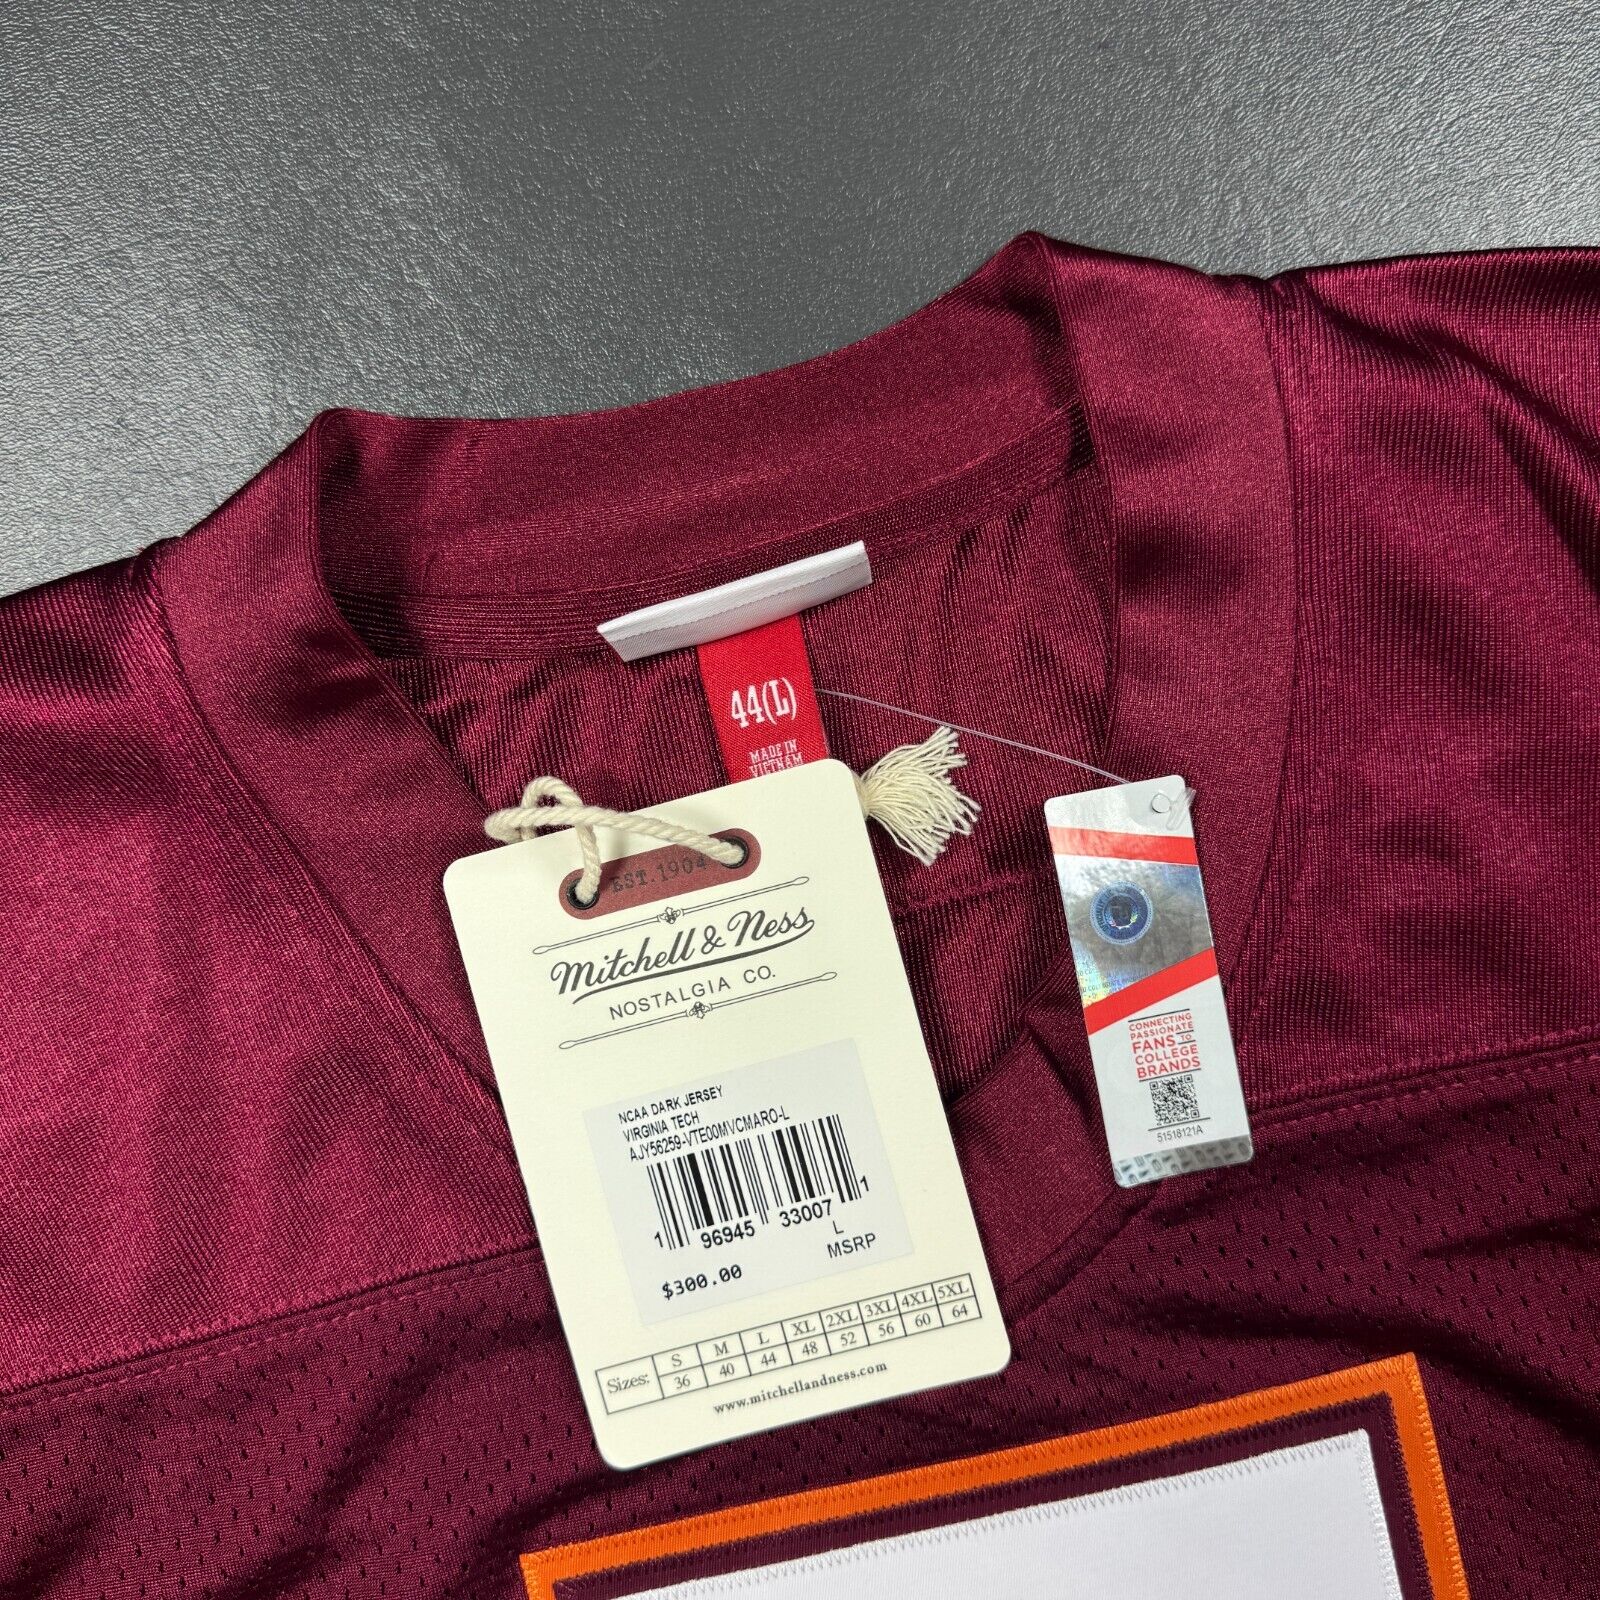 44(L)
MADE IN
VIETNAM
EST.1904
Mitchell & Ness
NOSTALGIA CO.
NCAA DARK JERSEY
VIRGINIA TECH
AJY56259-VTE00MVCMARO-L
1 96945 33007 1
L
$300.00 MSRP
Sizes: S M L XL 2XL 3XL 4XL 5XL
36 40 44 48 52 56 60 64
www.mitchellandness.com
CONNECTING
PASSIONATE
FANS TO
COLLEGE
BRANDS
51518121A